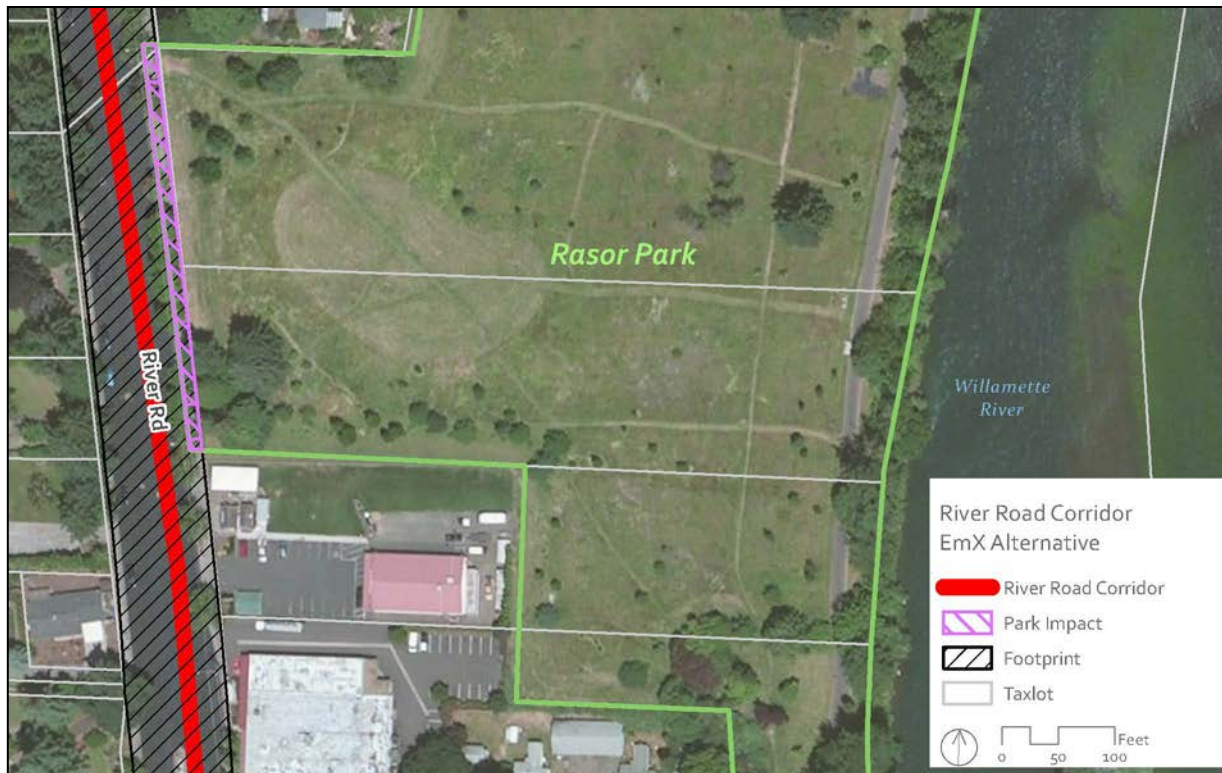 Rasor Park
River Rd
Willamette
River
River Road Corridor
EmX Alternative
River Road Corridor
Park Impact
Footprint
Taxlot
Feet
0 50 100